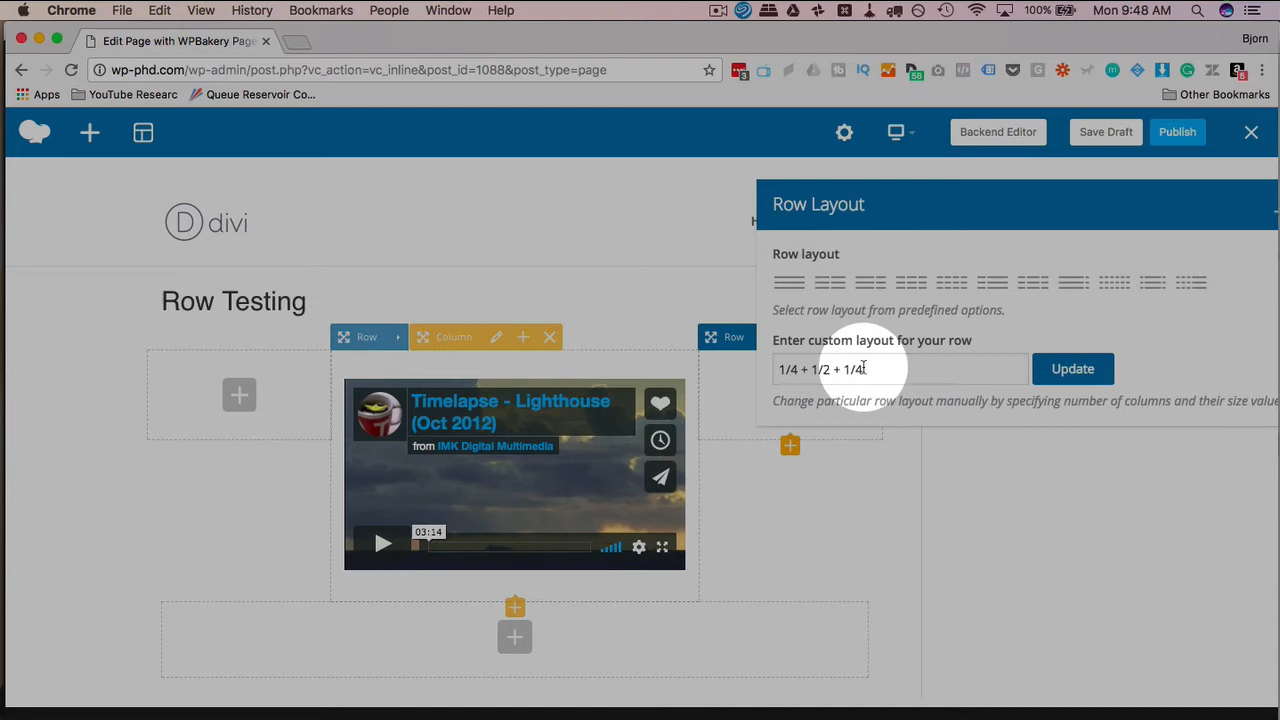 Chrome File Edit View History Bookmarks People Window Help 100% Mon 9:48 AM
Edit Page with WPBakery Page
Bjorn
wp-phd.com/wp-admin/post.php?vc_action=vc_inline&post_id=1088&post_type=page
Apps YouTube Researc Queue Reservoir Co... Other Bookmarks
Backend Editor Save Draft Publish
Row Layout
D divi
H
Row layout
Select row layout from predefined options.
Row Testing
Row Column Row
Enter custom layout for your row
1/4 + 1/2 + 1/4
Update
Change particular row layout manually by specifying number of columns and their size value
Timelapse - Lighthouse
(Oct 2012)
from IMK Digital Multimedia
03:14